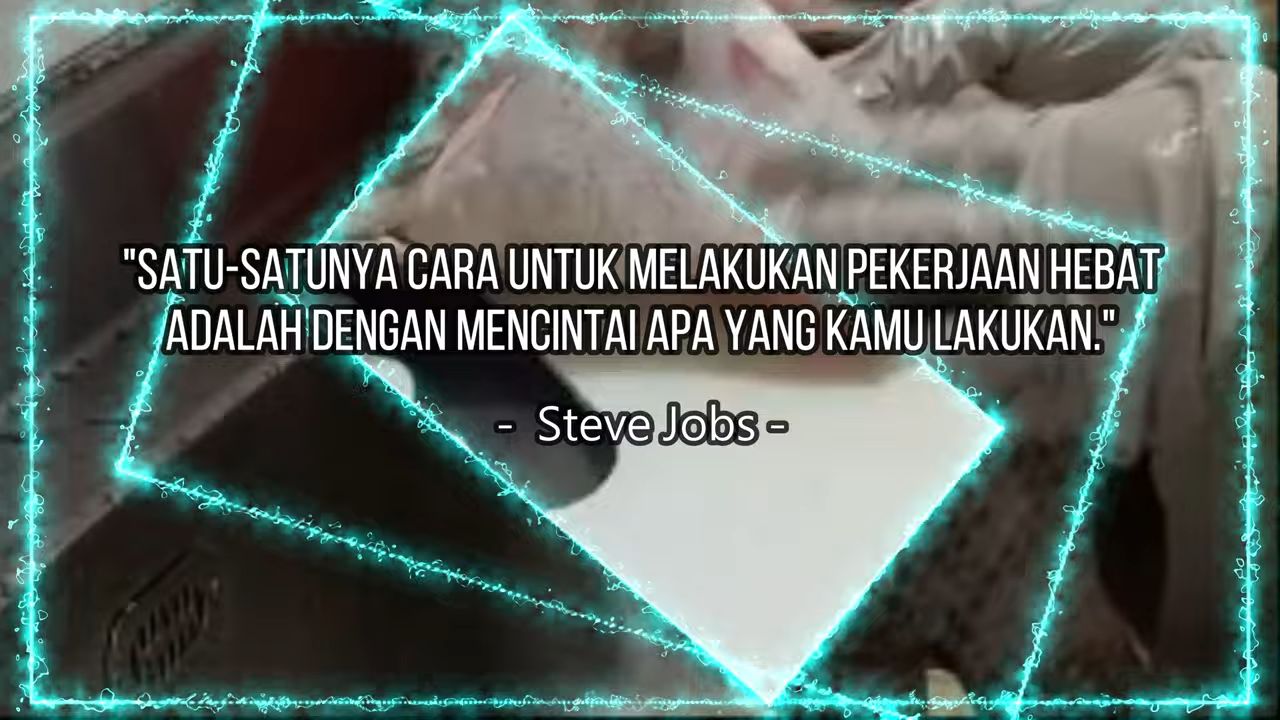 "SATU-SATUNYA CARA UNTUK MELAKUKAN PEKERJAAN HEBAT
ADALAH DENGAN MENCINTAI APA YANG KAMU LAKUKAN."
- Steve Jobs -